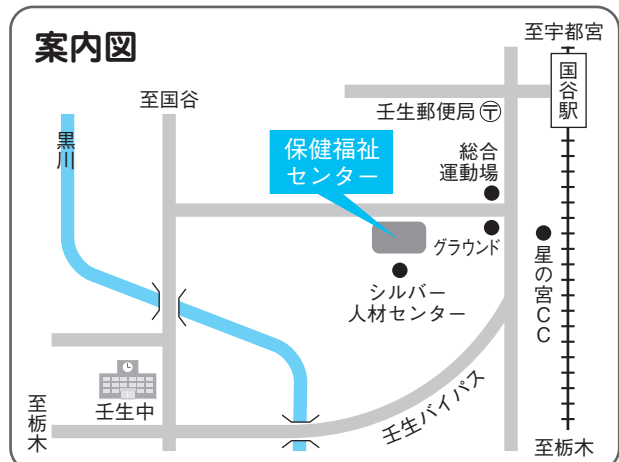 案内図
至宇都宮
国谷駅
至国谷
壬生郵便局〒
黒川
保健福祉
センター
総合
運動場
グラウンド
星の宮CC
シルバー
人材センター
壬生バイパス
壬生中
至栃木
至栃木